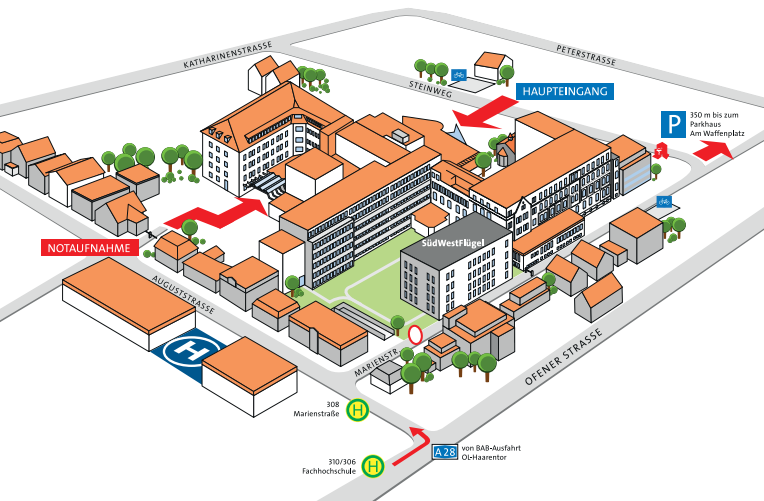 KATHARINENSTRASSE
PETERSTRASSE
STEINWEG
HAUPTEINGANG
P
350 m bis zum
Parkhaus
Am Waffenplatz
NOTAUFNAHME
SüdWestFlügel
AUGUSTSTRASSE
H
MARIENSTR.
OFENER STRASSE
308
Marienstraße
H
310/306
Fachhochschule
H
A 28
von BAB-Ausfahrt
OL-Haarentor